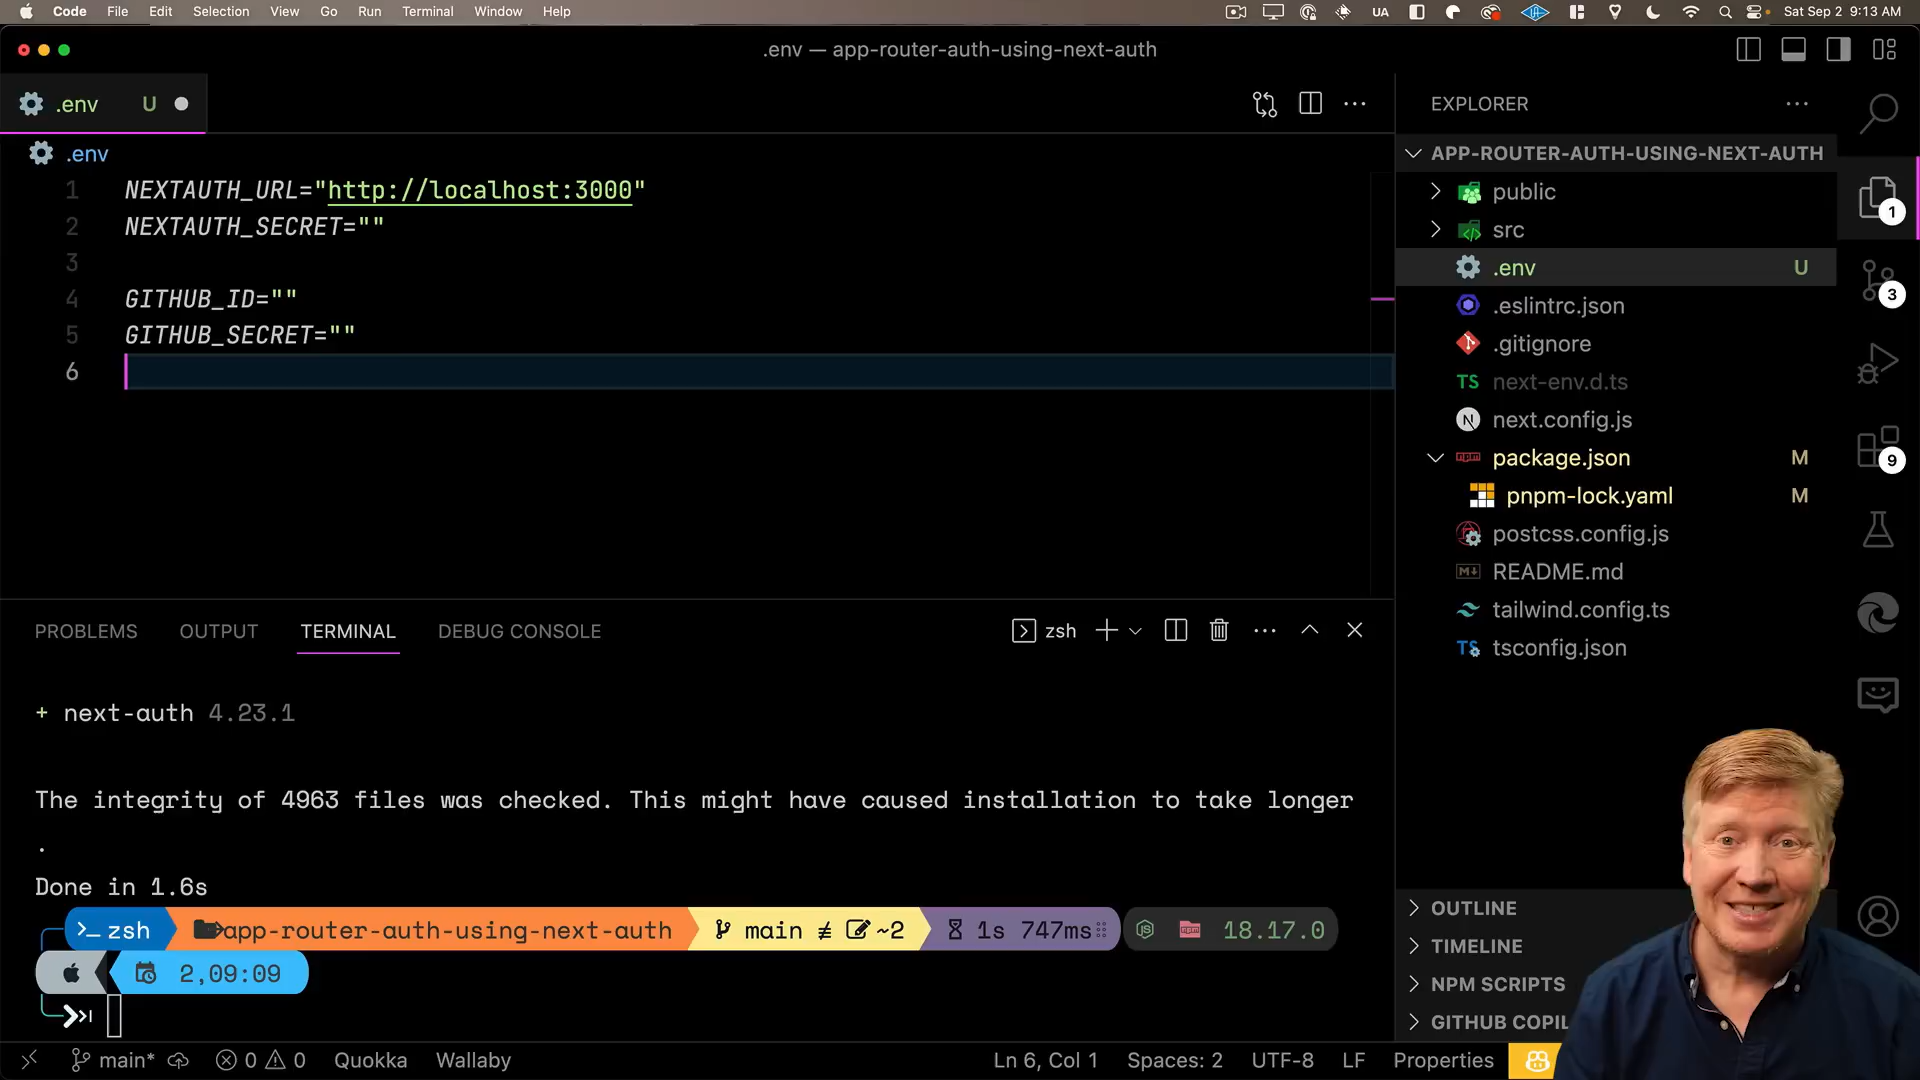 Code File Edit Selection View Go Run Terminal Window Help UA Sat Sep 2 9:13 AM
.env — app-router-auth-using-next-auth
.env U
.env
1 NEXTAUTH_URL="http://localhost:3000"
2 NEXTAUTH_SECRET=""
3
4 GITHUB_ID=""
5 GITHUB_SECRET=""
6
EXPLORER
APP-ROUTER-AUTH-USING-NEXT-AUTH
public
src
.env U
.eslintrc.json
.gitignore
TS next-env.d.ts
N next.config.js
package.json M
pnpm-lock.yaml M
postcss.config.js
M README.md
tailwind.config.ts
TS tsconfig.json
1
3
9
PROBLEMS OUTPUT TERMINAL DEBUG CONSOLE zsh
+ next-auth 4.23.1
The integrity of 4963 files was checked. This might have caused installation to take longer
.
Done in 1.6s
>_ zsh app-router-auth-using-next-auth main ≢ ~2 1s 747ms 18.17.0
2,09:09
OUTLINE
TIMELINE
NPM SCRIPTS
GITHUB COPIL
main* 0 0 Quokka Wallaby Ln 6, Col 1 Spaces: 2 UTF-8 LF Properties